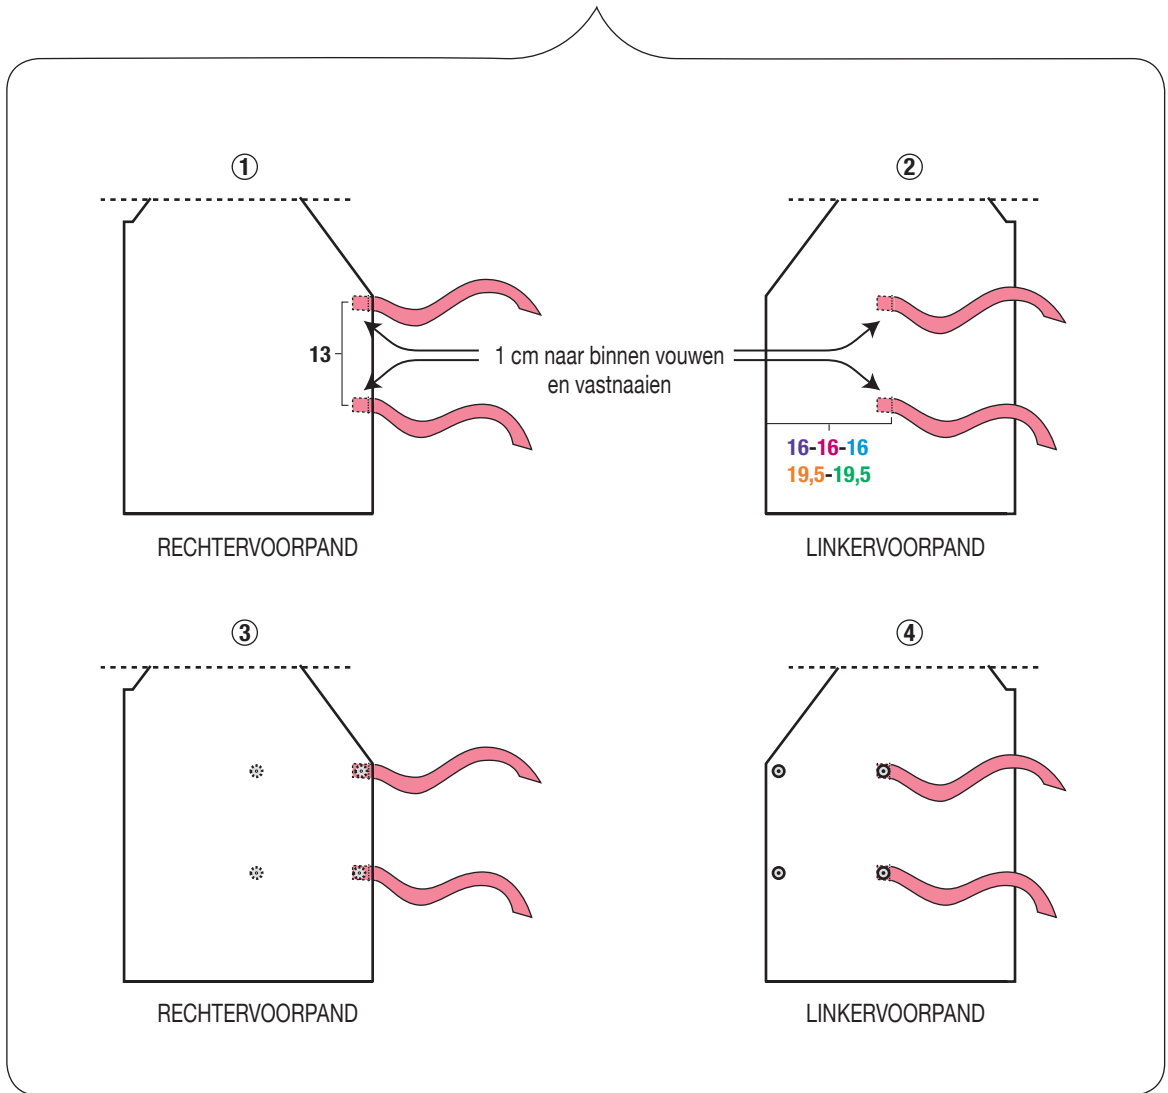 ①
②
13
1 cm naar binnen vouwen
en vastnaaien
16-16-16
19,5-19,5
RECHTERVOORPAND
LINKERVOORPAND
③
④
RECHTERVOORPAND
LINKERVOORPAND